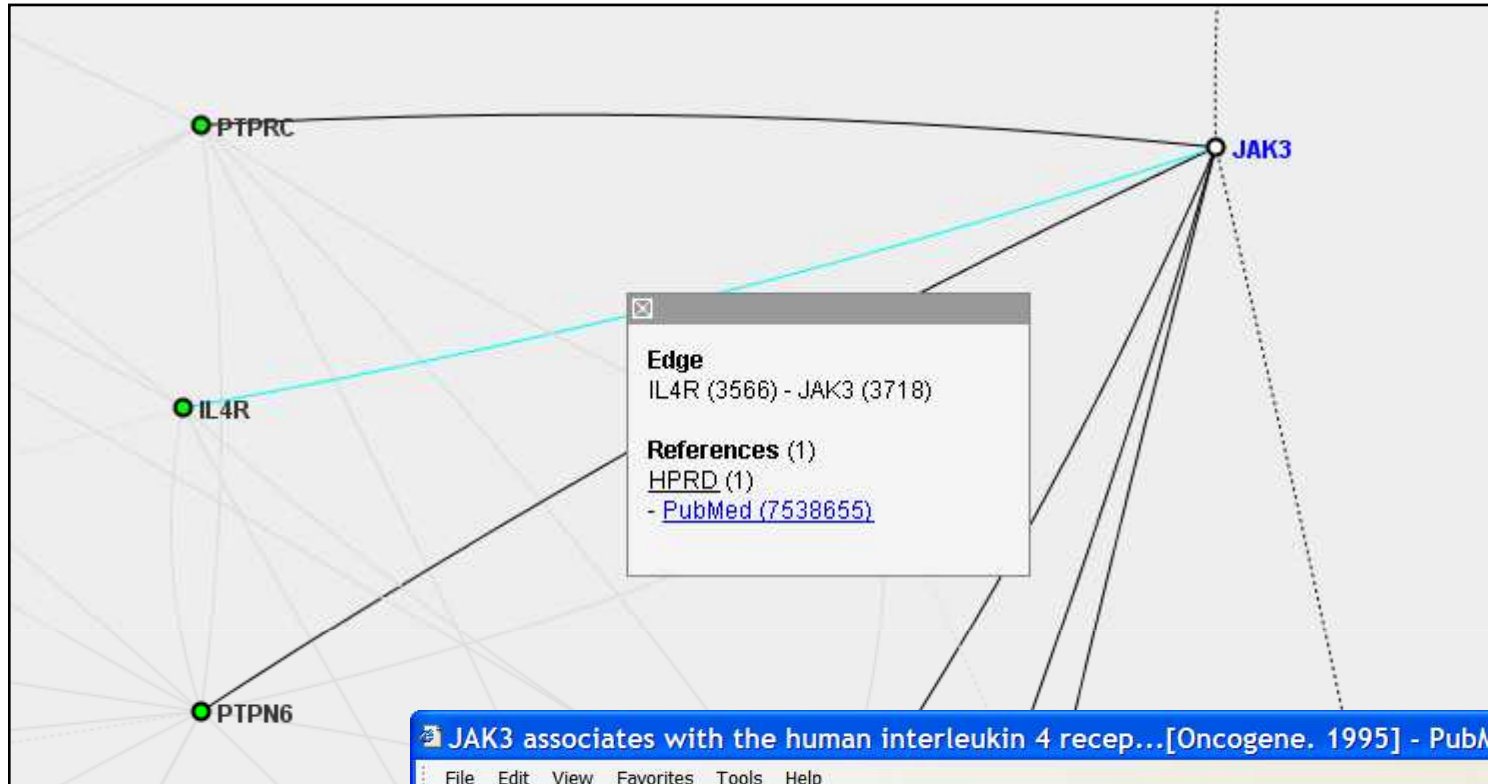 PTPRC
JAK3
Edge
IL4R (3566) - JAK3 (3718)
IL4R
References (1)
HPRD (1)
- PubMed (7538655)
PTPN6
JAK3 associates with the human interleukin 4 recep...[Oncogene. 1995] - PubM
File Edit View Favorites Tools Help